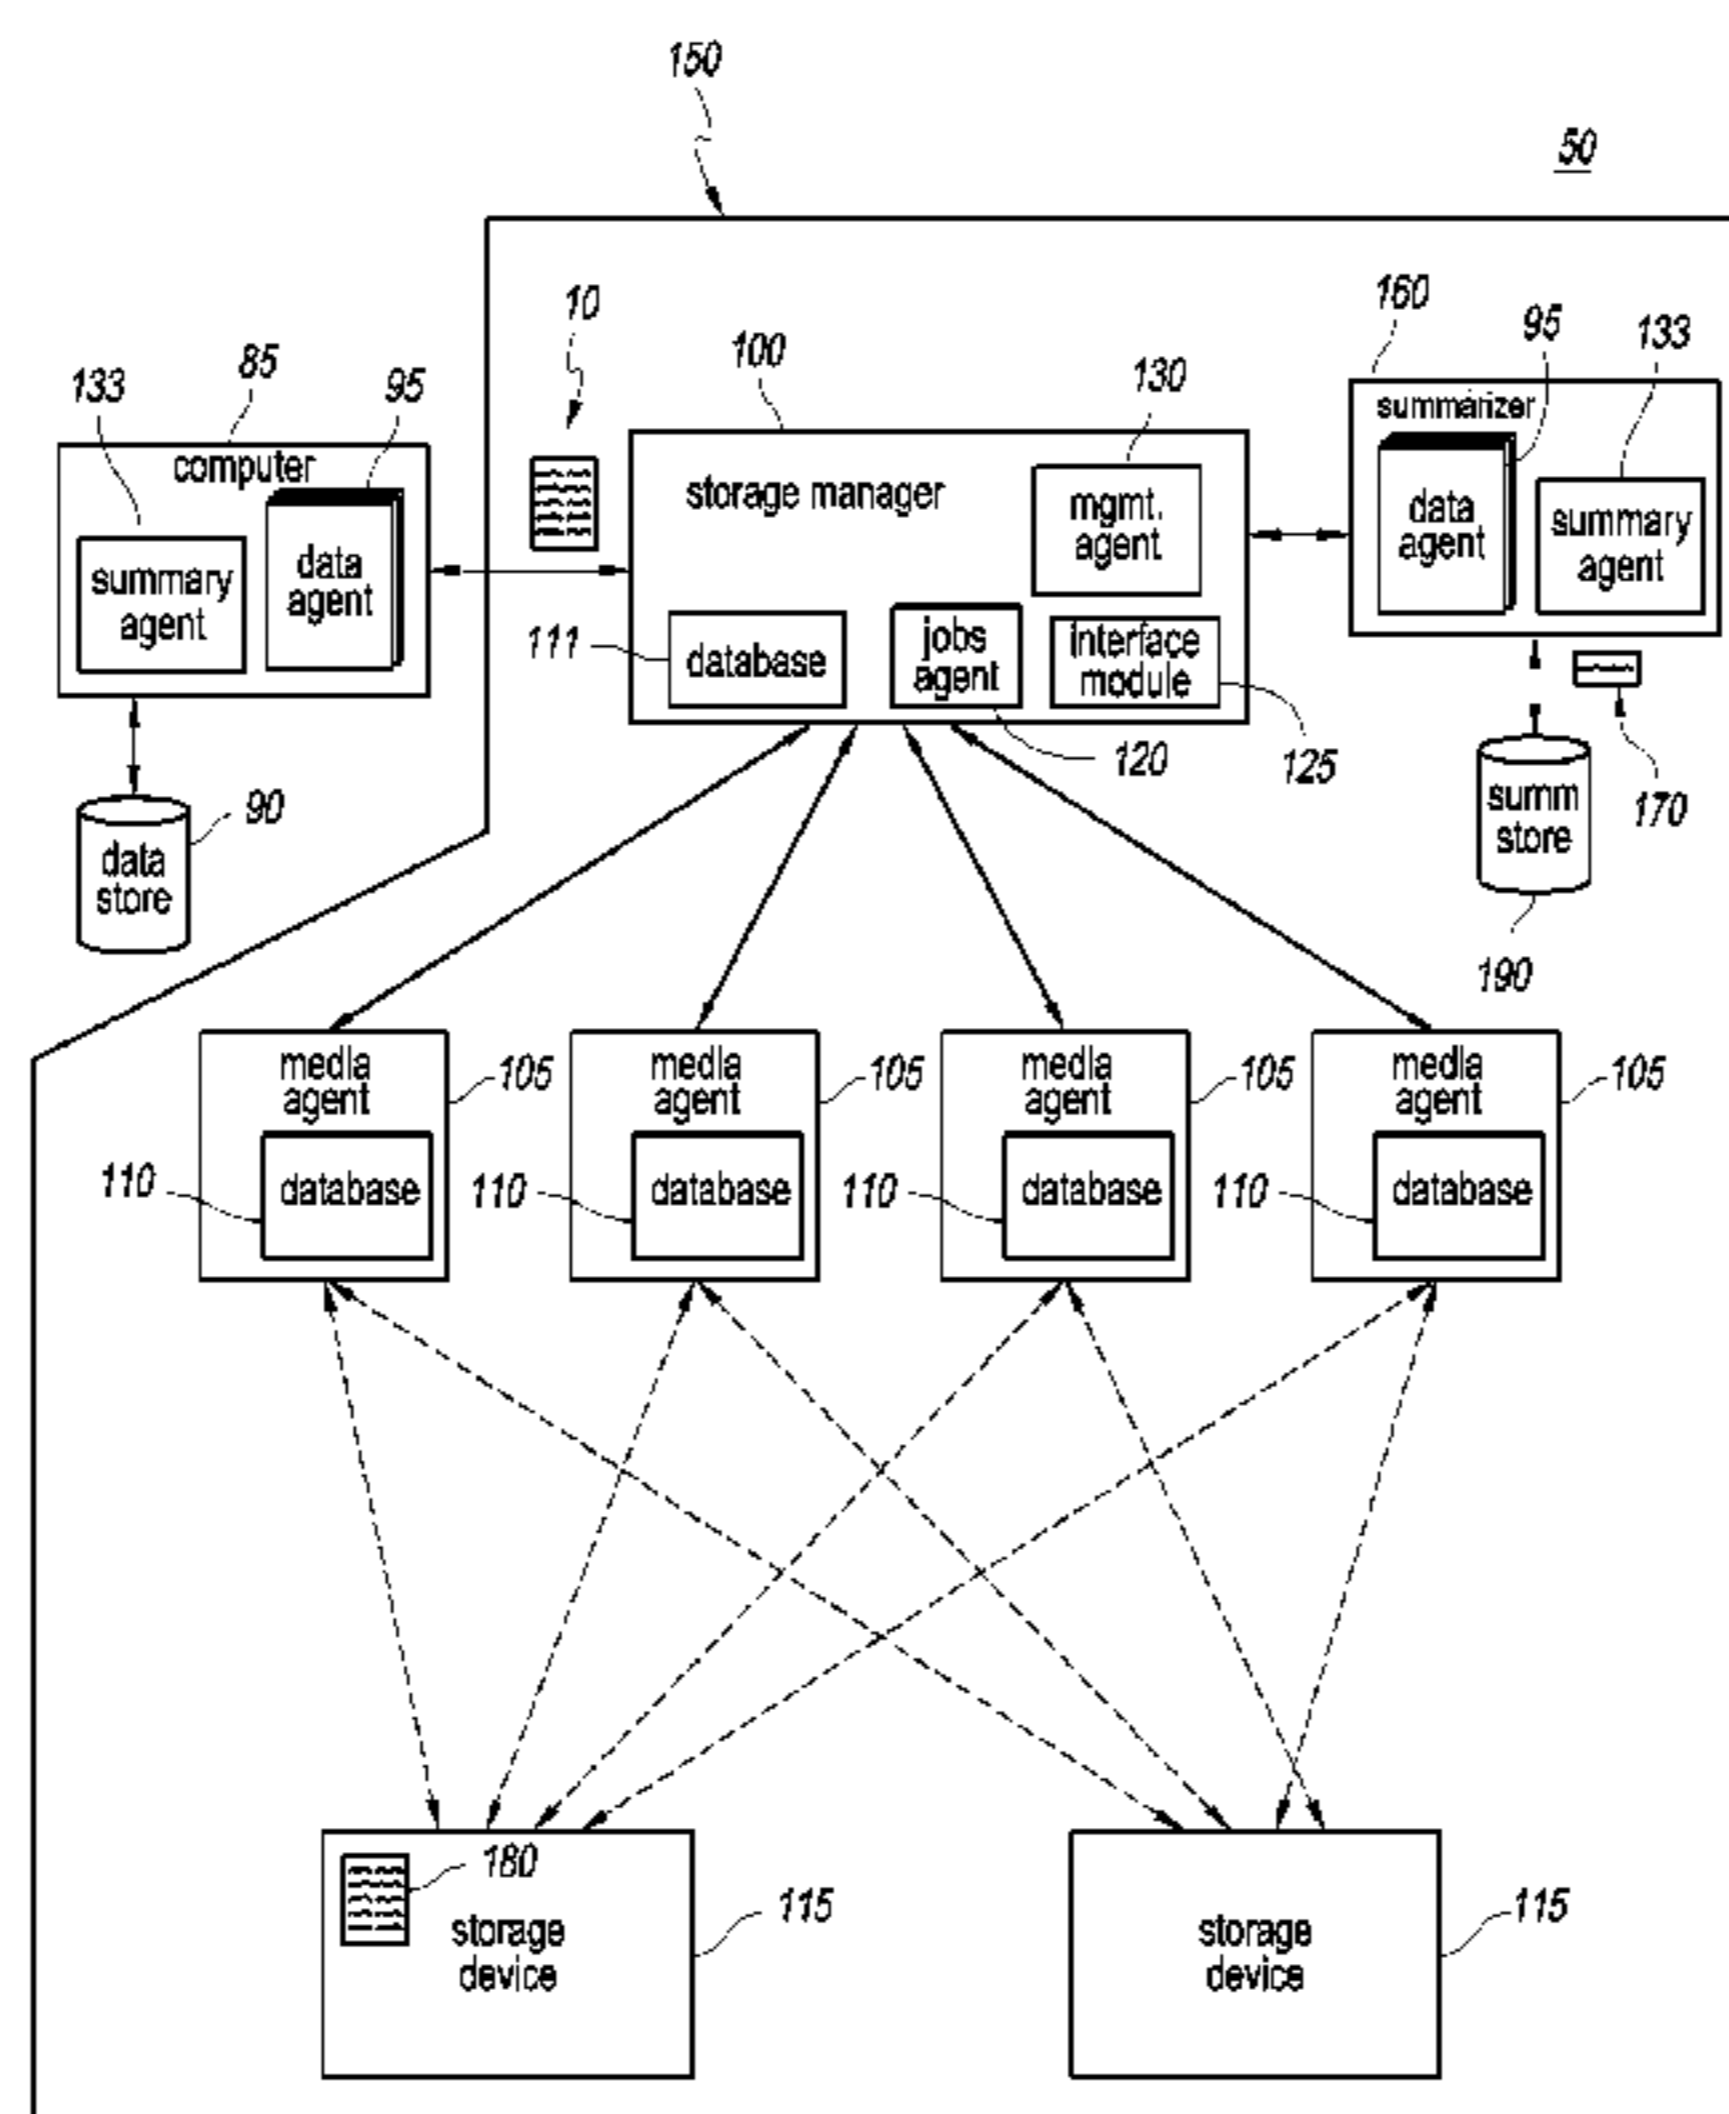 150
50
10
160
95
133
100
130
133
85
95
summarizer
computer
storage manager
mgmt.
agent
data
agent
summary
agent
summary
agent
data
agent
111
database
jobs
agent
interface
module
120
125
170
90
data
store
summ
store
190
media
agent
105
media
agent
105
media
agent
105
media
agent
105
110
database
110
database
110
database
110
database
180
storage
device
115
storage
device
115